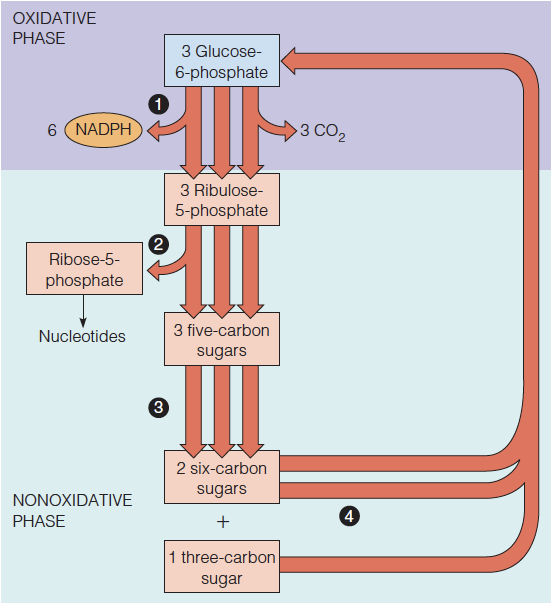 OXIDATIVE
PHASE
3 Glucose-
6-phosphate
1
6 NADPH
3 CO₂
3 Ribulose-
5-phosphate
2
Ribose-5-
phosphate
Nucleotides
3 five-carbon
sugars
3
2 six-carbon
sugars
NONOXIDATIVE
PHASE
4
+
1 three-carbon
sugar